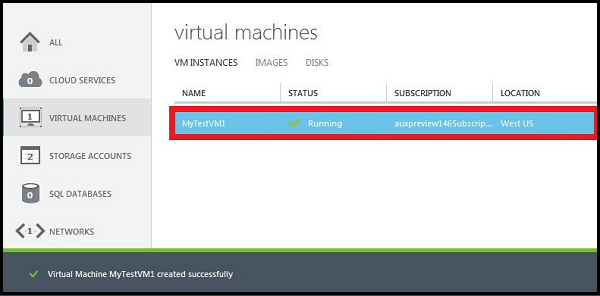 virtual machines
ALL
0 CLOUD SERVICES
1 VIRTUAL MACHINES
2 STORAGE ACCOUNTS
0 SQL DATABASES
1 NETWORKS
VM INSTANCES IMAGES DISKS
NAME STATUS SUBSCRIPTION LOCATION
MyTestVM1 Running auxpreview146Subscrip... West US
Virtual Machine MyTestVM1 created successfully